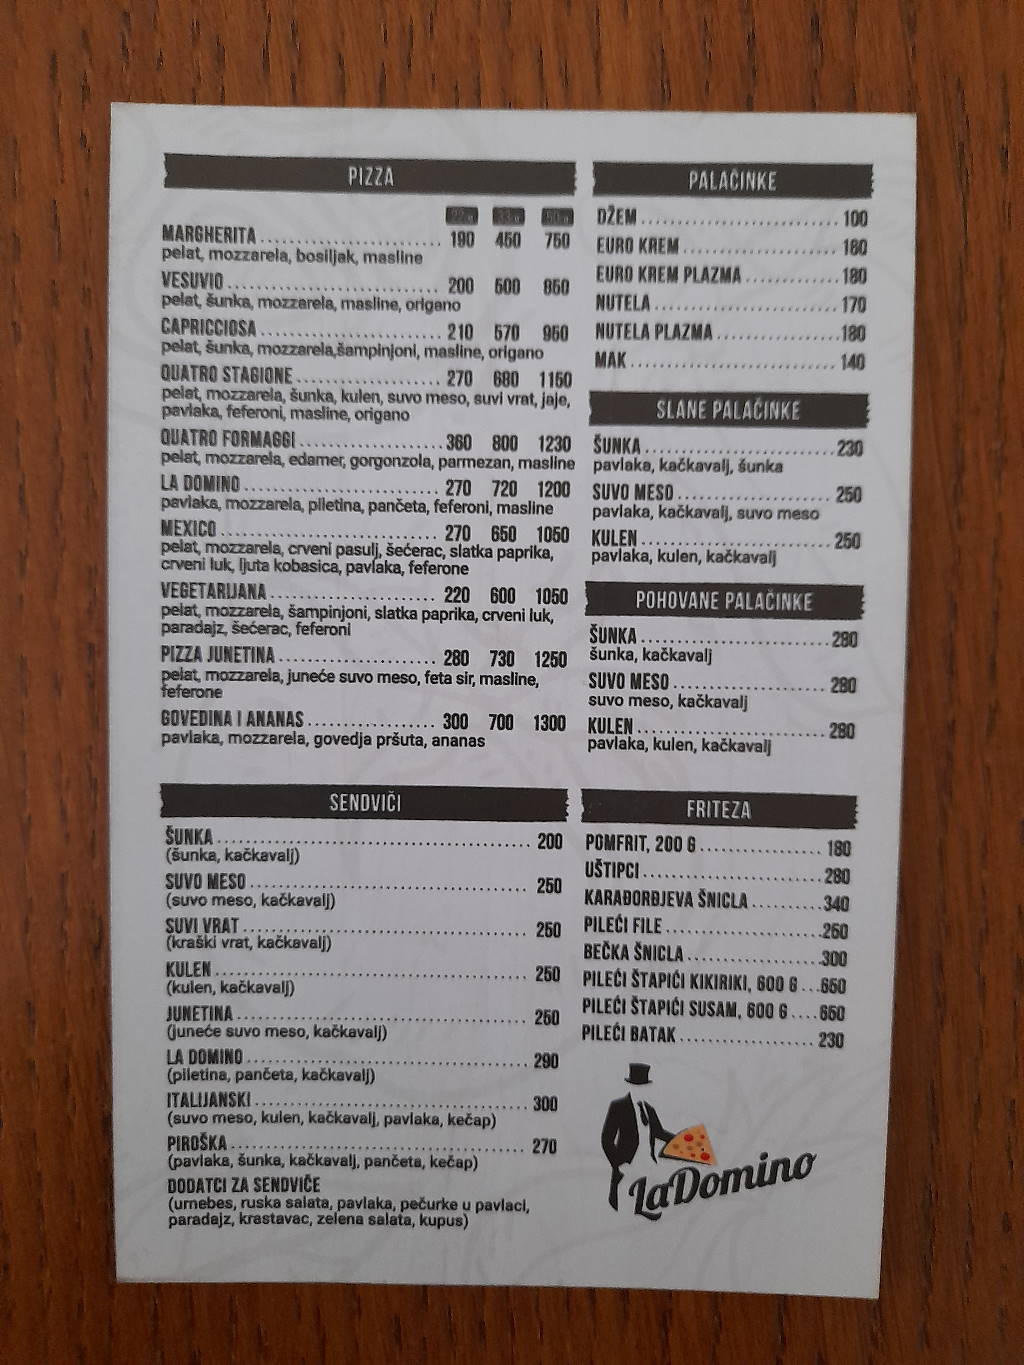 PIZZA
22cm 33cm 50cm
MARGHERITA 190 450 750
pelat, mozzarela, bosiljak, masline
VESUVIO 200 500 850
pelat, šunka, mozzarela, masline, origano
CAPRICCIOSA 210 570 950
pelat, šunka, mozzarela,šampinjoni, masline, origano
QUATRO STAGIONE 270 680 1150
pelat, mozzarela, šunka, kulen, suvo meso, suvi vrat, jaje,
pavlaka, feferoni, masline, origano
QUATRO FORMAGGI 360 800 1230
pelat, mozzarela, edamer, gorgonzola, parmezan, masline
LA DOMINO 270 720 1200
pavlaka, mozzarela, piletina, pančeta, feferoni, masline
MEXICO 270 650 1050
pelat, mozzarela, crveni pasulj, šećerac, slatka paprika,
crveni luk, ljuta kobasica, pavlaka, feferone
VEGETARIJANA 220 600 1050
pelat, mozzarela, šampinjoni, slatka paprika, crveni luk,
paradajz, šećerac, feferoni
PIZZA JUNETINA 280 730 1250
pelat, mozzarela, juneće suvo meso, feta sir, masline,
feferone
GOVEDINA I ANANAS 300 700 1300
pavlaka, mozzarela, govedja pršuta, ananas
SENDVIČI
ŠUNKA 200
(šunka, kačkavalj)
SUVO MESO 250
(suvo meso, kačkavalj)
SUVI VRAT 250
(kraški vrat, kačkavalj)
KULEN 250
(kulen, kačkavalj)
JUNETINA 250
(juneće suvo meso, kačkavalj)
LA DOMINO 290
(piletina, pančeta, kačkavalj)
ITALIJANSKI 300
(suvo meso, kulen, kačkavalj, pavlaka, kečap)
PIROŠKA 270
(pavlaka, šunka, kačkavalj, pančeta, kečap)
DODATCI ZA SENDVIČE
(urnebes, ruska salata, pavlaka, pečurke u pavlaci,
paradajz, krastavac, zelena salata, kupus)
PALAČINKE
DŽEM 100
EURO KREM 160
EURO KREM PLAZMA 180
NUTELA 170
NUTELA PLAZMA 180
MAK 140
SLANE PALAČINKE
ŠUNKA 230
pavlaka, kačkavalj, šunka
SUVO MESO 250
pavlaka, kačkavalj, suvo meso
KULEN 250
pavlaka, kulen, kačkavalj
POHOVANE PALAČINKE
ŠUNKA 280
šunka, kačkavalj
SUVO MESO 280
suvo meso, kačkavalj
KULEN 280
pavlaka, kulen, kačkavalj
FRITEZA
POMFRIT, 200 G 180
UŠTIPCI 280
KARAĐORĐJEVA ŠNICLA 340
PILEĆI FILE 250
BEČKA ŠNICLA 300
PILEĆI ŠTAPIĆI KIKIRIKI, 600 G 650
PILEĆI ŠTAPIĆI SUSAM, 600 G 650
PILEĆI BATAK 230
LaDomino